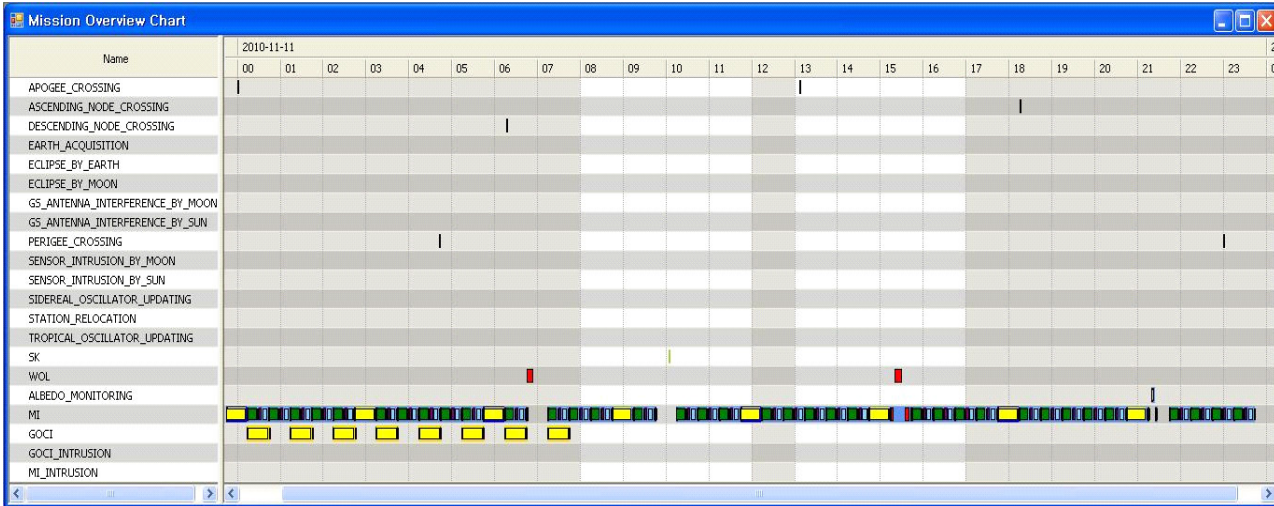 Mission Overview Chart
Name
2010-11-11
00 01 02 03 04 05 06 07 08 09 10 11 12 13 14 15 16 17 18 19 20 21 22 23
APOGEE_CROSSING
ASCENDING_NODE_CROSSING
DESCENDING_NODE_CROSSING
EARTH_ACQUISITION
ECLIPSE_BY_EARTH
ECLIPSE_BY_MOON
GS_ANTENNA_INTERFERENCE_BY_MOON
GS_ANTENNA_INTERFERENCE_BY_SUN
PERIGEE_CROSSING
SENSOR_INTRUSION_BY_MOON
SENSOR_INTRUSION_BY_SUN
SIDEREAL_OSCILLATOR_UPDATING
STATION_RELOCATION
TROPICAL_OSCILLATOR_UPDATING
SK
WOL
ALBEDO_MONITORING
MI
GOCI
GOCI_INTRUSION
MI_INTRUSION